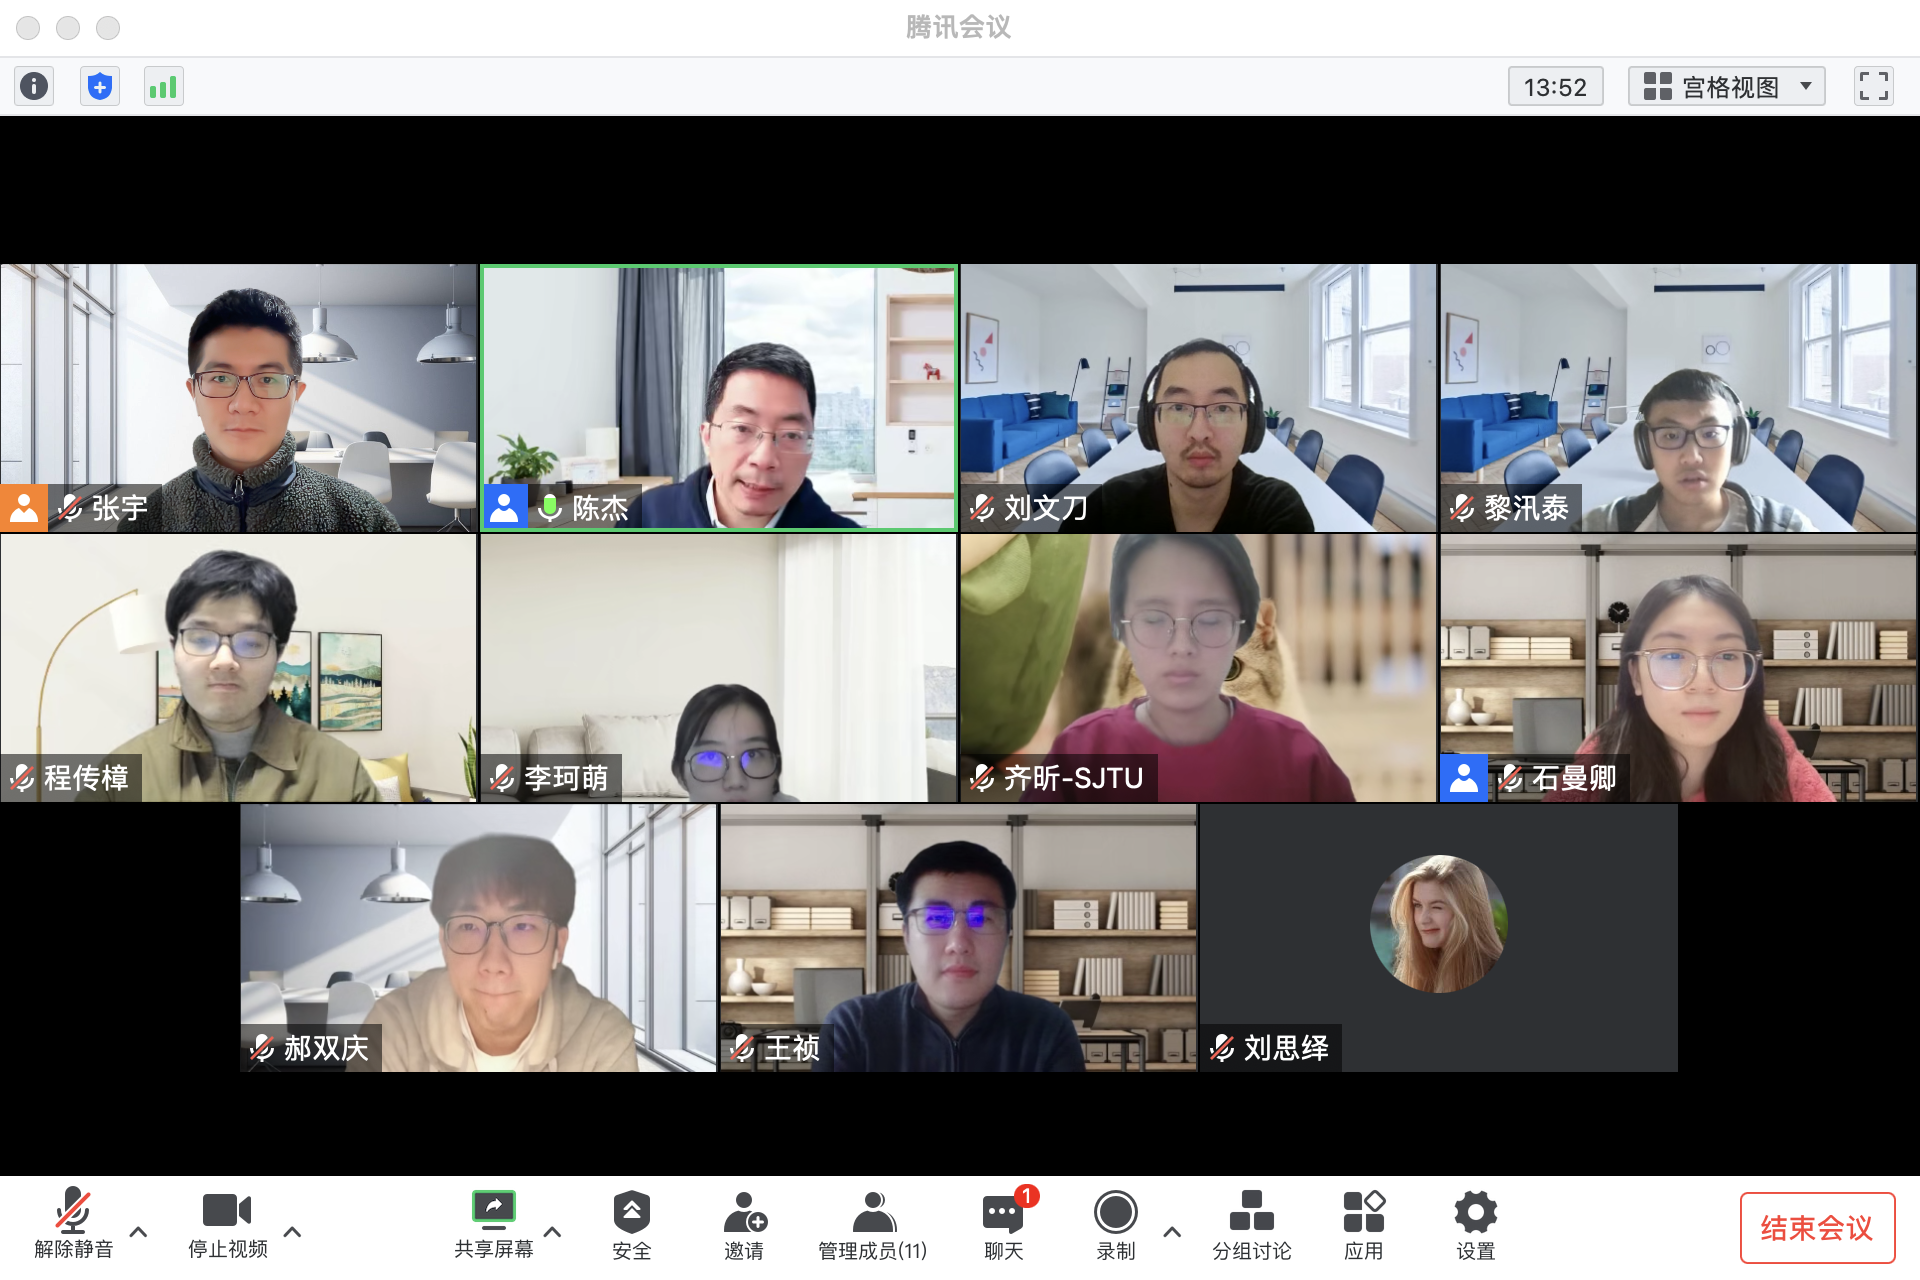 腾讯会议
13:52
宫格视图
张宇
陈杰
刘文刀
黎汛泰
程传樟
李珂萌
齐昕-SJTU
石曼卿
郝双庆
王祯
刘思绎
解除静音
停止视频
共享屏幕
安全
邀请
管理成员(11)
1
聊天
录制
分组讨论
应用
设置
结束会议